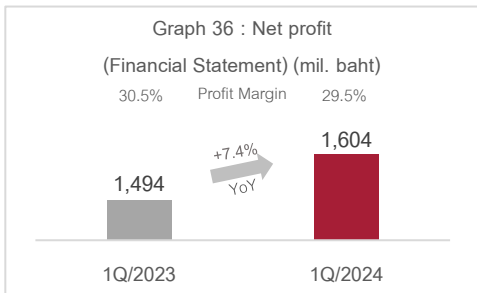 Graph 36 : Net profit
(Financial Statement) (mil. baht)
30.5% Profit Margin 29.5%
+7.4%
YoY
1,494
1,604
1Q/2023 1Q/2024